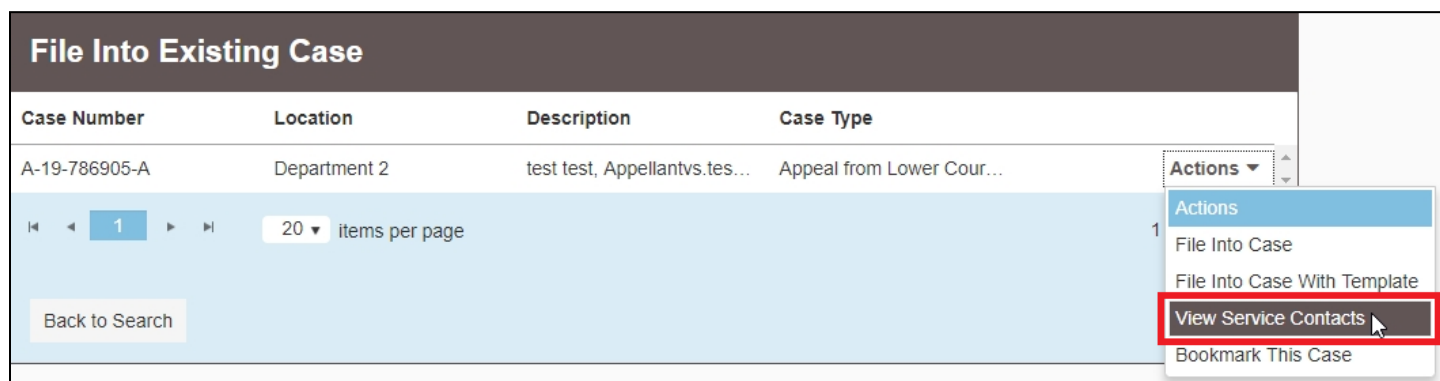 File Into Existing Case
Case Number Location Description Case Type
A-19-786905-A Department 2 test test, Appellantvs.tes... Appeal from Lower Cour... Actions
Actions
1 20 items per page 1
File Into Case
File Into Case With Template
Back to Search
View Service Contacts
Bookmark This Case